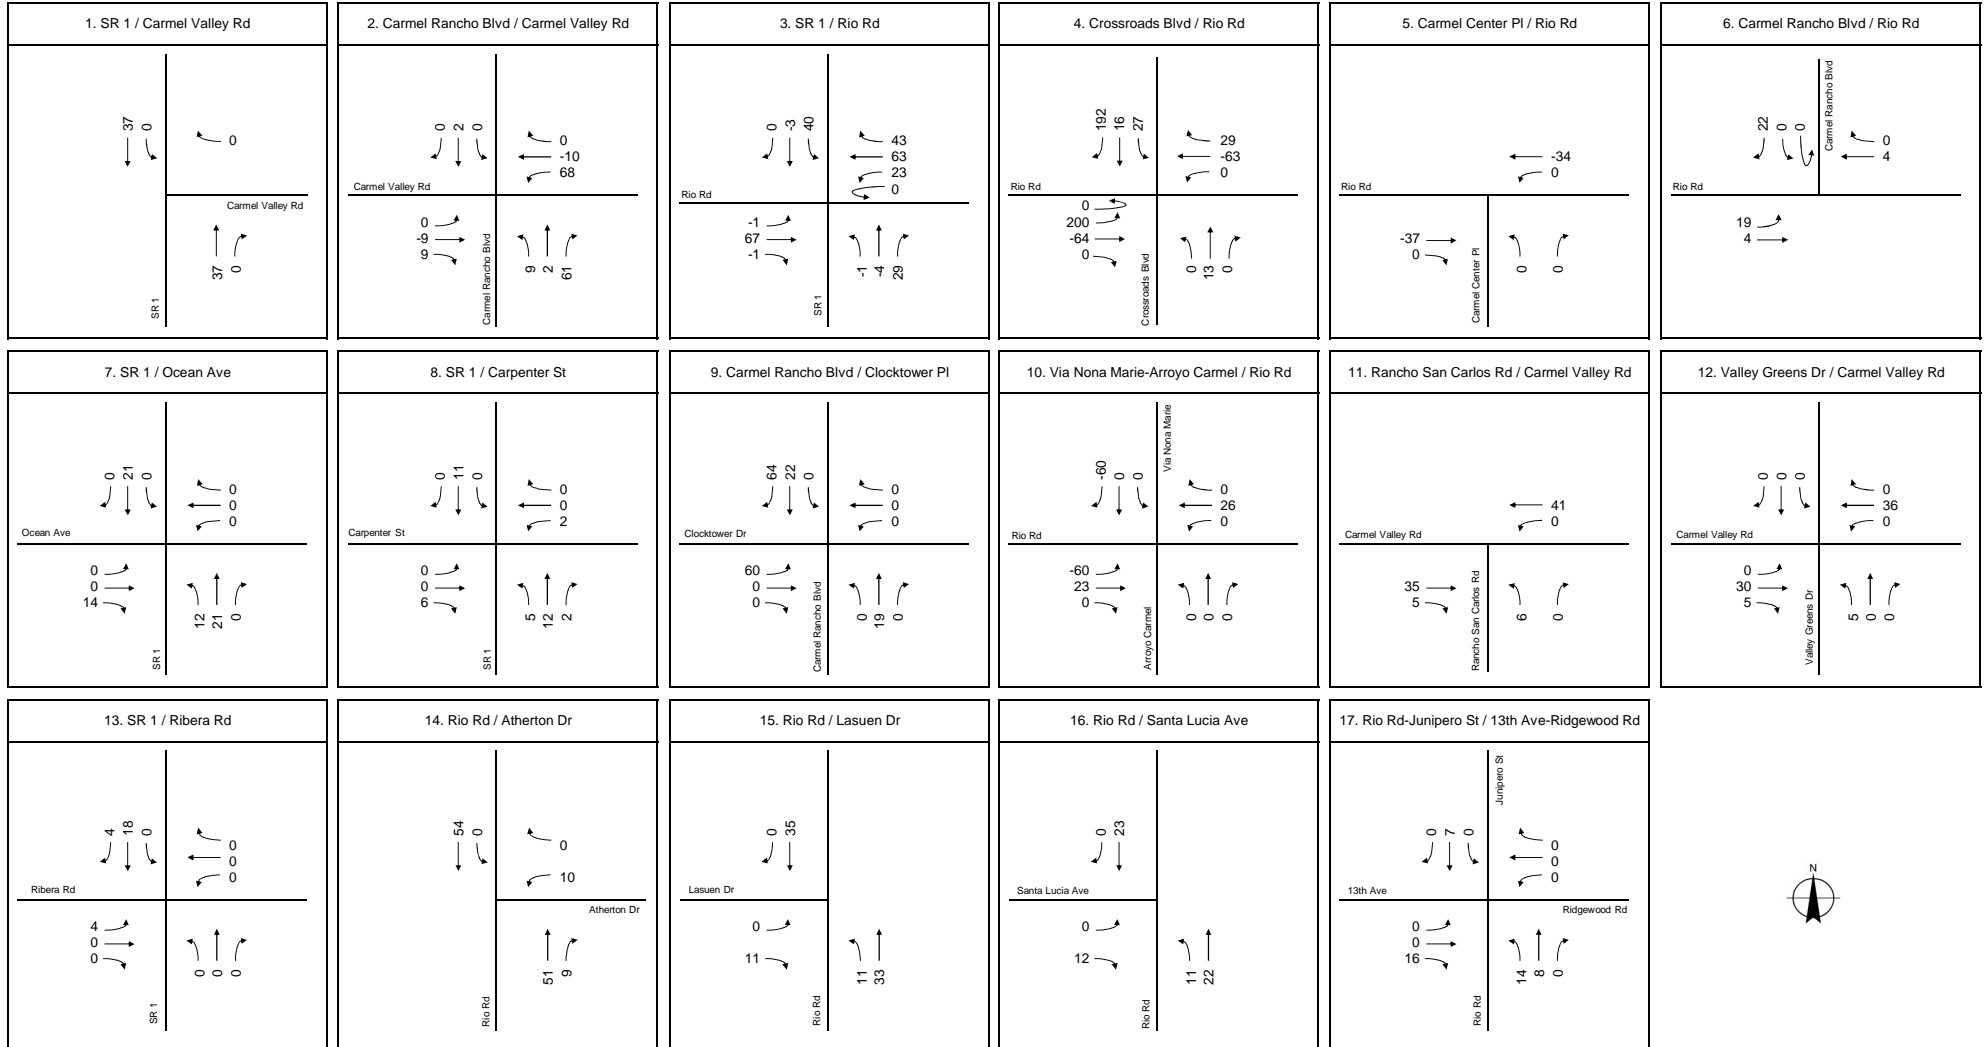 1. SR 1 / Carmel Valley Rd
37
0
0
Carmel Valley Rd
37
0
SR 1
2. Carmel Rancho Blvd / Carmel Valley Rd
0
2
0
0
-10
68
Carmel Valley Rd
0
-9
9
9
2
61
Carmel Rancho Blvd
3. SR 1 / Rio Rd
0
-3
40
43
63
23
0
Rio Rd
-1
67
-1
-1
-4
29
SR 1
4. Crossroads Blvd / Rio Rd
192
16
27
29
-63
0
Rio Rd
0
200
-64
0
0
13
0
Crossroads Blvd
5. Carmel Center Pl / Rio Rd
-34
0
Rio Rd
-37
0
0
0
Carmel Center Pl
6. Carmel Rancho Blvd / Rio Rd
Carmel Rancho Blvd
22
0
0
0
4
Rio Rd
19
4
7. SR 1 / Ocean Ave
0
21
0
0
0
0
Ocean Ave
0
0
14
12
21
0
SR 1
8. SR 1 / Carpenter St
0
11
0
0
0
2
Carpenter St
0
0
6
5
12
2
SR 1
9. Carmel Rancho Blvd / Clocktower Pl
64
22
0
0
0
0
Clocktower Dr
60
0
0
0
19
0
Carmel Rancho Blvd
10. Via Nona Marie-Arroyo Carmel / Rio Rd
Via Nona Marie
-60
0
0
0
26
0
Rio Rd
-60
23
0
0
0
0
Arroyo Carmel
11. Rancho San Carlos Rd / Carmel Valley Rd
41
0
Carmel Valley Rd
35
5
6
0
Rancho San Carlos Rd
12. Valley Greens Dr / Carmel Valley Rd
0
0
0
0
36
0
Carmel Valley Rd
0
30
5
5
0
0
Valley Greens Dr
13. SR 1 / Ribera Rd
4
18
0
0
0
0
Ribera Rd
4
0
0
0
0
0
SR 1
14. Rio Rd / Atherton Dr
54
0
0
10
Atherton Dr
51
9
Rio Rd
15. Rio Rd / Lasuen Dr
0
35
Lasuen Dr
0
11
11
33
Rio Rd
16. Rio Rd / Santa Lucia Ave
0
23
Santa Lucia Ave
0
12
11
22
Rio Rd
17. Rio Rd-Junipero St / 13th Ave-Ridgewood Rd
Junipero St
0
7
0
0
0
0
13th Ave
Ridgewood Rd
0
0
16
14
8
0
Rio Rd
N